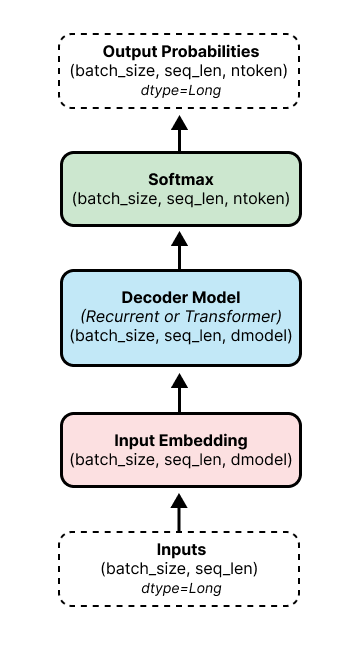 Output Probabilities
(batch_size, seq_len, ntoken)
dtype=Long
Softmax
(batch_size, seq_len, ntoken)
Decoder Model
(Recurrent or Transformer)
(batch_size, seq_len, dmodel)
Input Embedding
(batch_size, seq_len, dmodel)
Inputs
(batch_size, seq_len)
dtype=Long